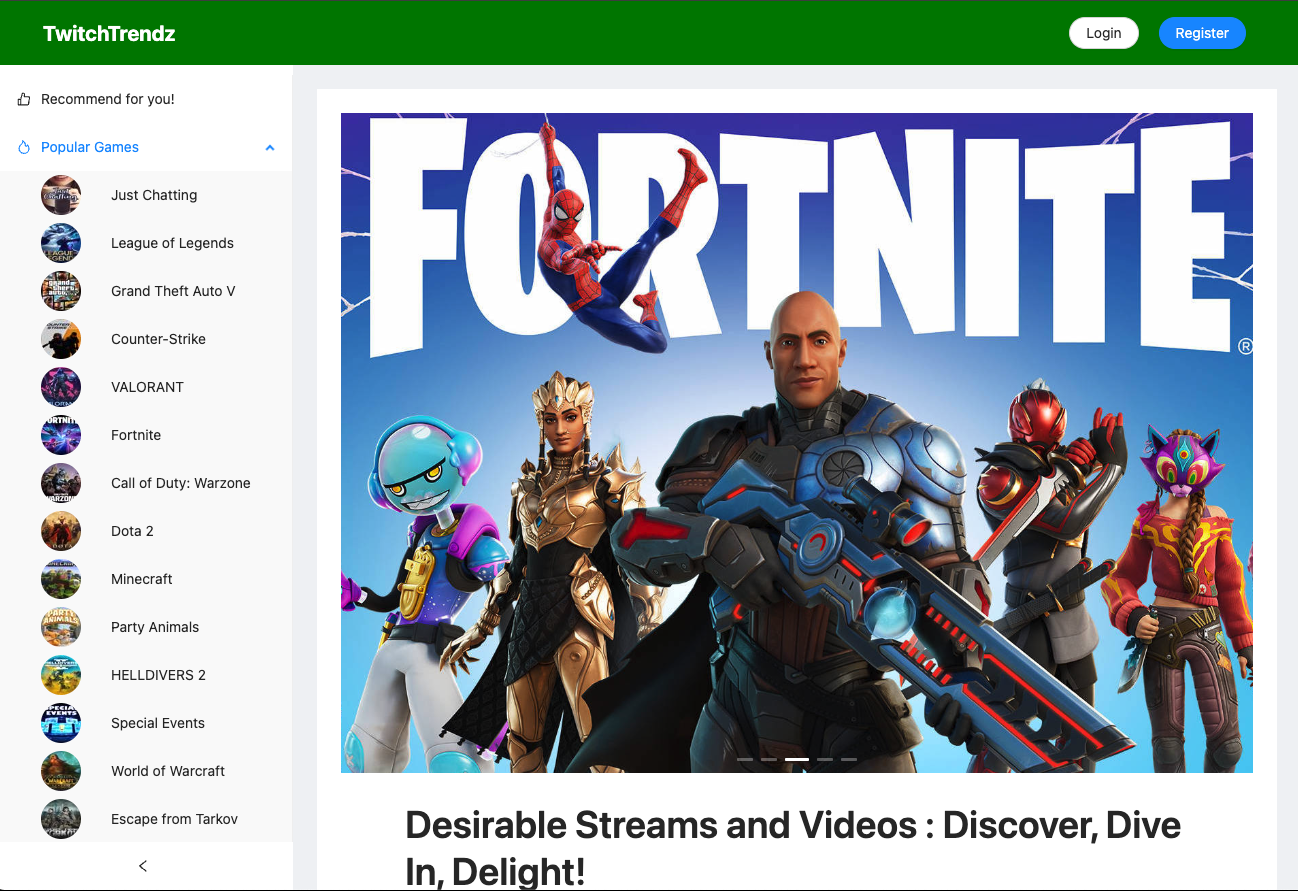 TwitchTrendz
Login
Register
Recommend for you!
Popular Games
Just Chatting
League of Legends
Grand Theft Auto V
Counter-Strike
VALORANT
Fortnite
Call of Duty: Warzone
Dota 2
Minecraft
Party Animals
HELLDIVERS 2
Special Events
World of Warcraft
Escape from Tarkov
FORTNITE
®
Desirable Streams and Videos : Discover, Dive
In, Delight!